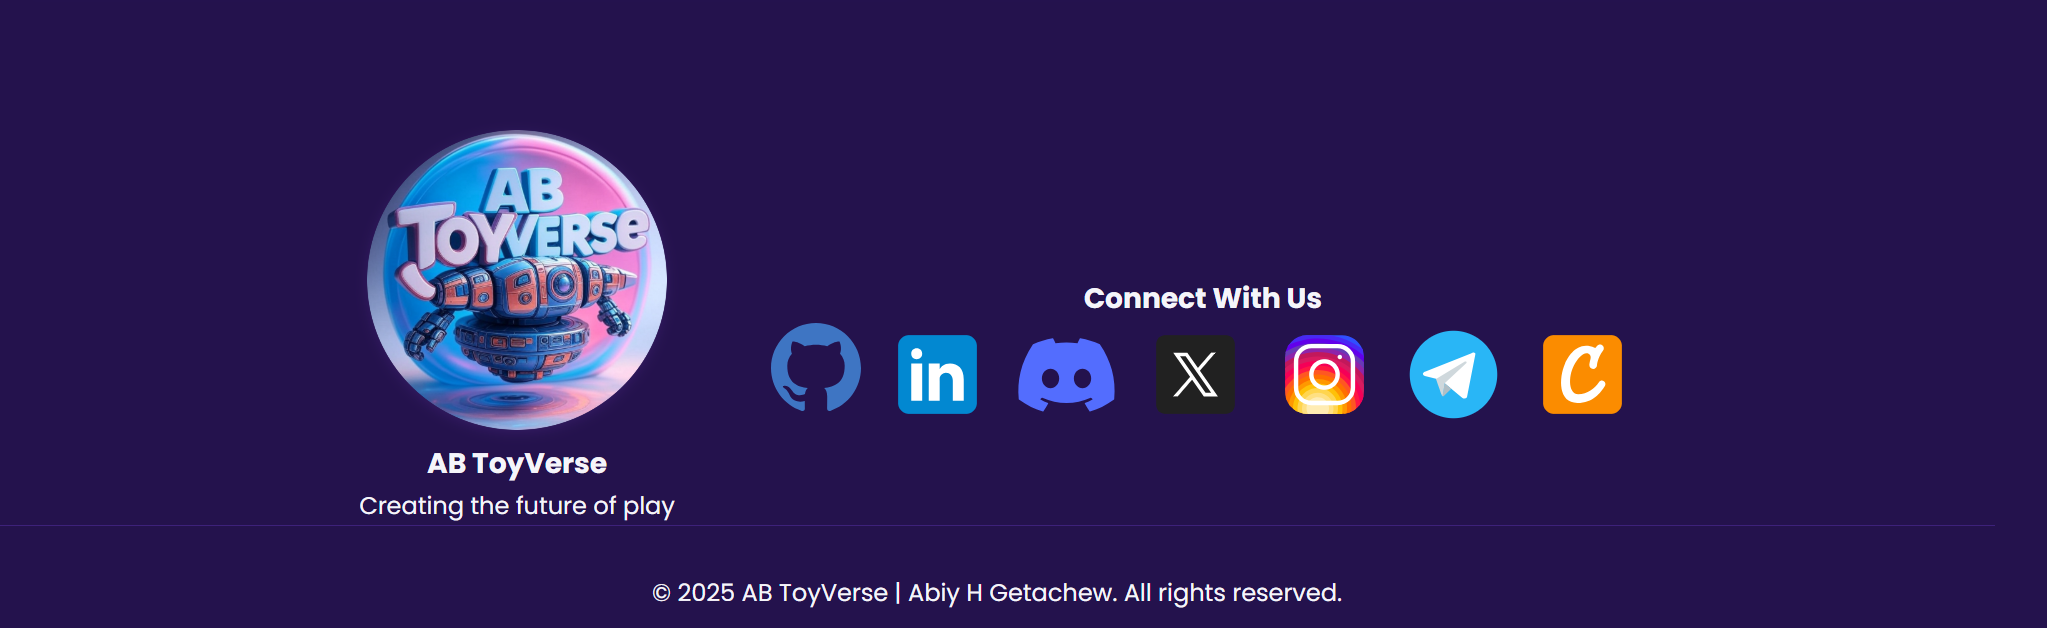 AB
TOYVERSe
AB ToyVerse
Creating the future of play
Connect With Us
in
X
C
© 2025 AB ToyVerse | Abiy H Getachew. All rights reserved.